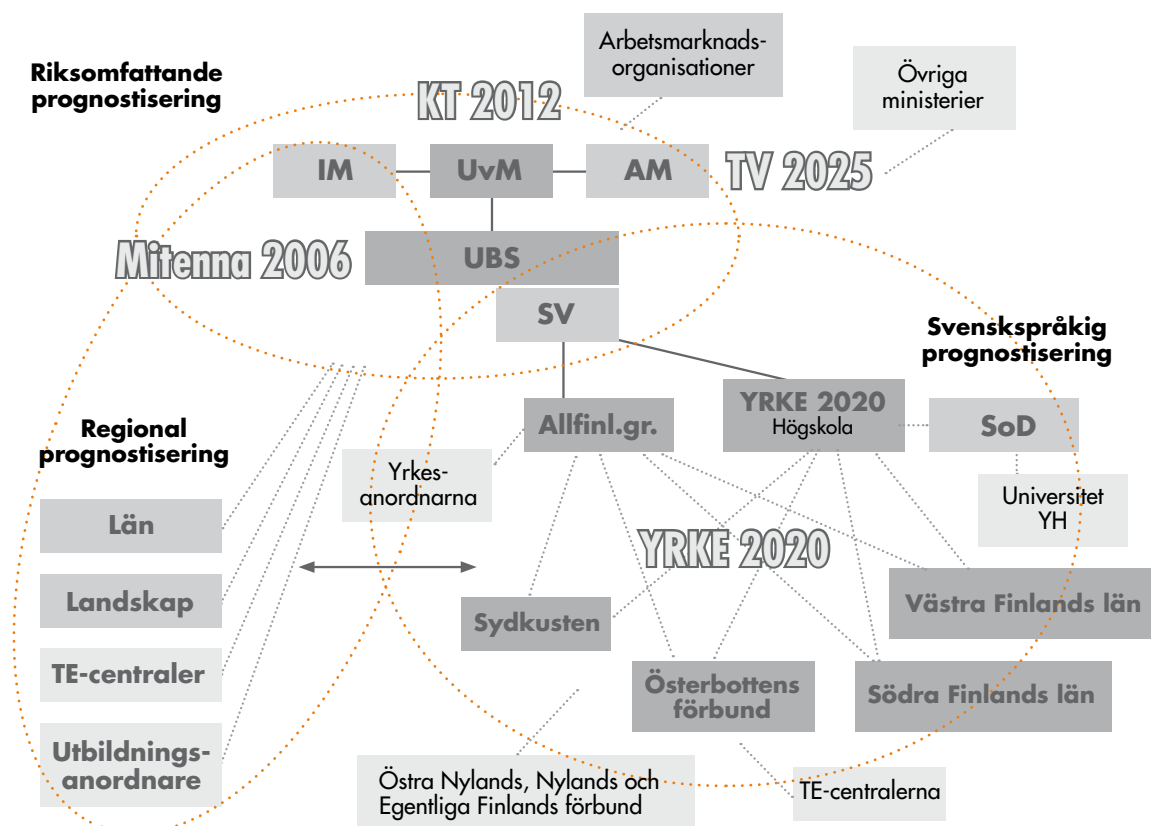 Arbetsmarknads-
organisationer
Riksomfattande
prognostisering
Övriga
ministerier
KT 2012
IM
UvM
AM
TV 2025
Mitenna 2006
UBS
SV
Svenskspråkig
prognostisering
YRKE 2020
Högskola
Allfinl.gr.
SoD
Regional
prognostisering
Yrkes-
anordnarna
Universitet
YH
Län
YRKE 2020
Landskap
Sydkusten
Västra Finlands län
TE-centraler
Österbottens
förbund
Södra Finlands län
Utbildnings-
anordnare
Östra Nylands, Nylands och
Egentliga Finlands förbund
TE-centralerna